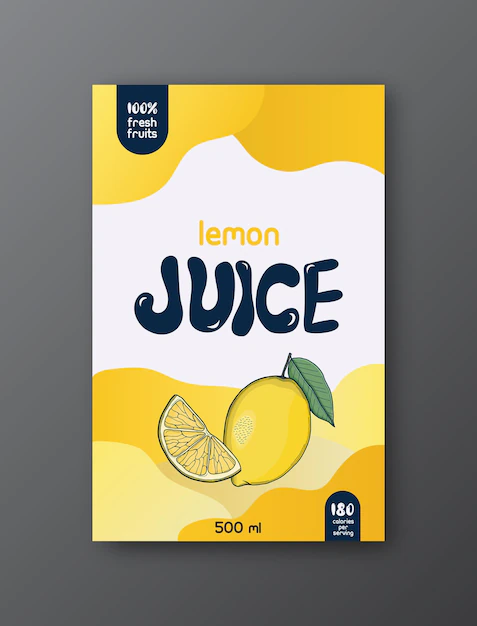 100%
fresh
fruits
lemon
JUICE
500 ml
180
calories
per
serving